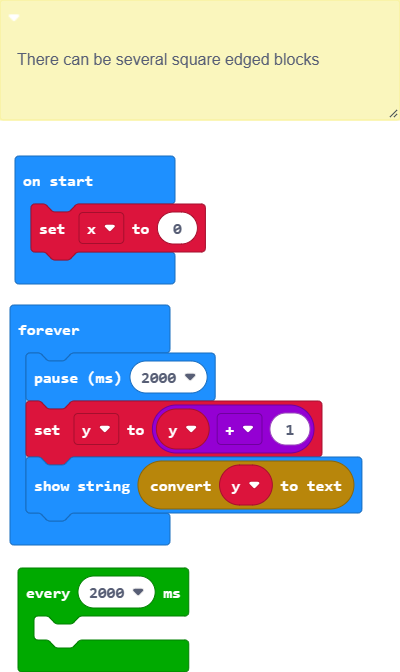 There can be several square edged blocks
on start
set x to 0
forever
pause (ms) 2000
set y to y + 1
show string convert y to text
every 2000 ms